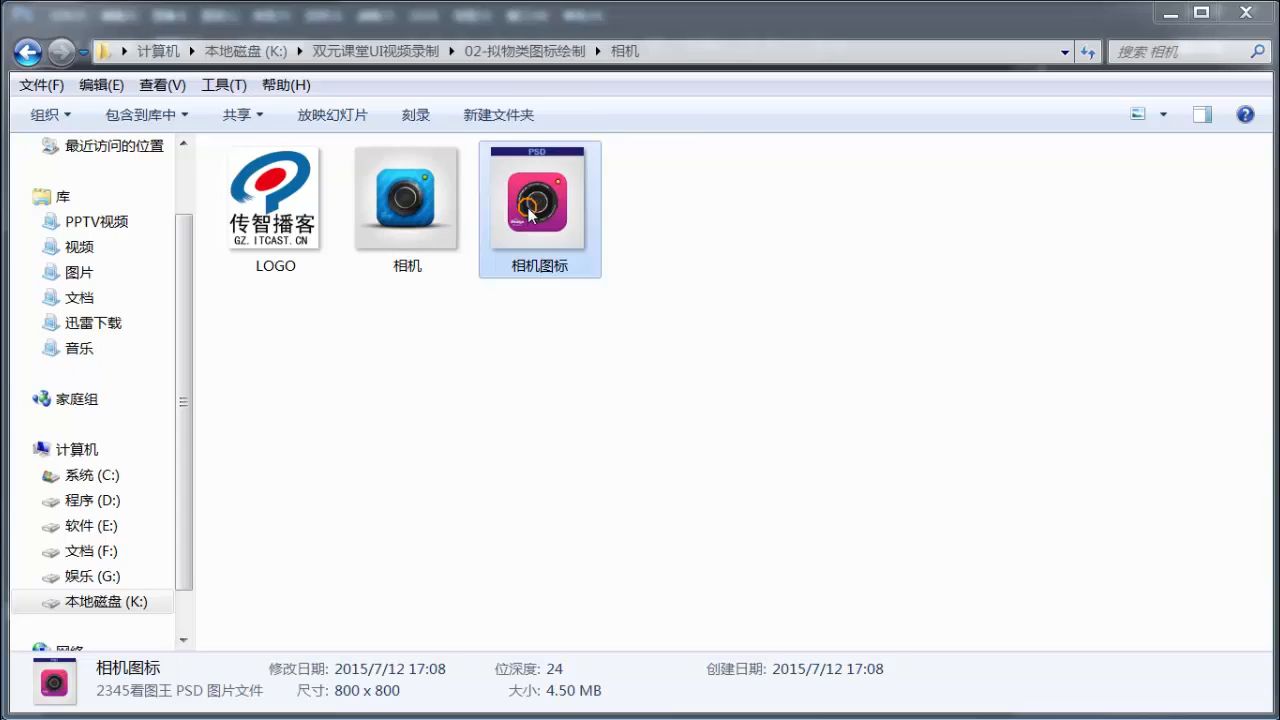 计算机 本地磁盘 (K:) 双元课堂UI视频录制 02-拟物类图标绘制 相机
搜索 相机
文件(F) 编辑(E) 查看(V) 工具(T) 帮助(H)
组织 包含到库中 共享 放映幻灯片 刻录 新建文件夹
最近访问的位置
库
PPTV视频
视频
图片
文档
迅雷下载
音乐
家庭组
计算机
系统 (C:)
程序 (D:)
软件 (E:)
文档 (F:)
娱乐 (G:)
本地磁盘 (K:)
网络
传智播客
GZ.ITCAST.CN
PSD
LOGO
相机
相机图标
相机图标
2345看图王 PSD 图片文件
修改日期: 2015/7/12 17:08
尺寸: 800 x 800
位深度: 24
大小: 4.50 MB
创建日期: 2015/7/12 17:08